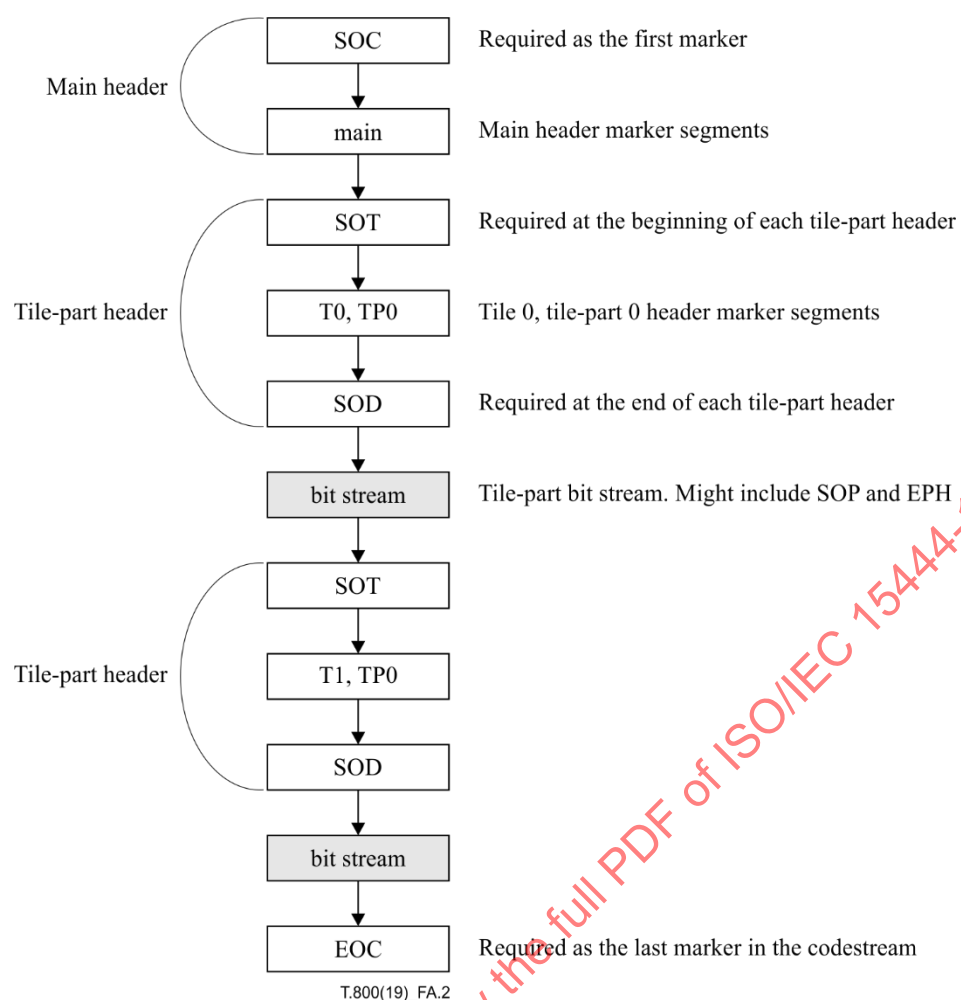 SOC Required as the first marker
Main header
main Main header marker segments
SOT Required at the beginning of each tile-part header
Tile-part header T0, TP0 Tile 0, tile-part 0 header marker segments
SOD Required at the end of each tile-part header
bit stream Tile-part bit stream. Might include SOP and EPH
SOT
Tile-part header T1, TP0
SOD
bit stream
EOC Required as the last marker in the codestream
T.800(19)_FA.2
the full PDF of ISO/IEC 15444-